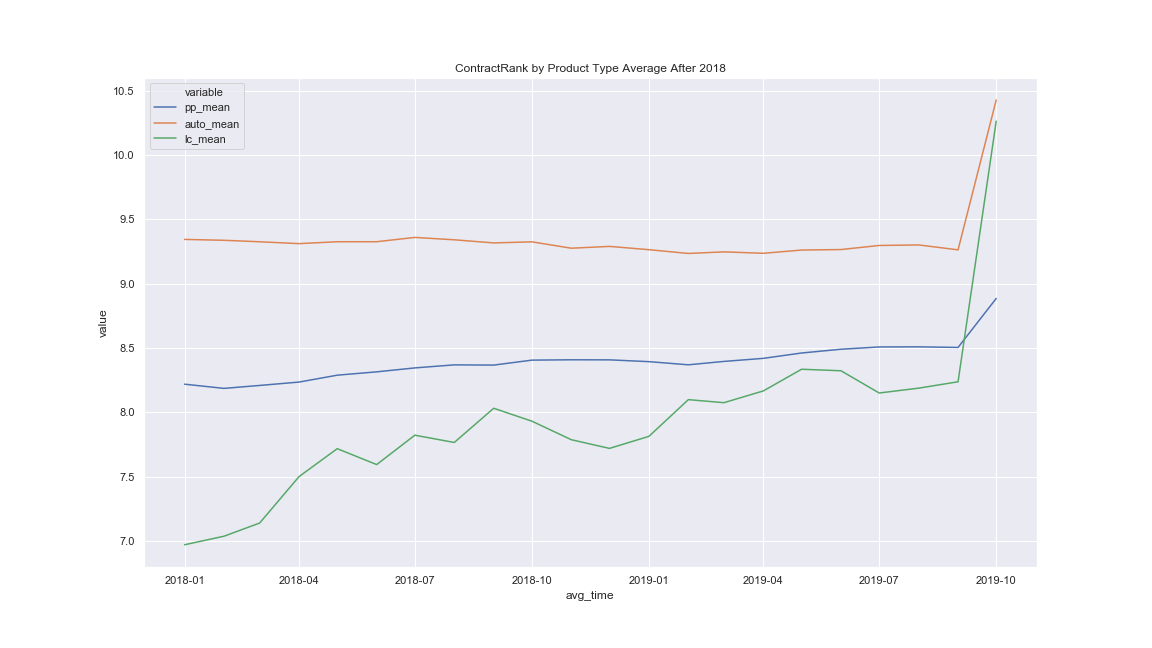 ContractRank by Product Type Average After 2018
variable
pp_mean
auto_mean
lc_mean
10.5
10.0
9.5
9.0
8.5
8.0
7.5
7.0
value
2018-01 2018-04 2018-07 2018-10 2019-01 2019-04 2019-07 2019-10
avg_time